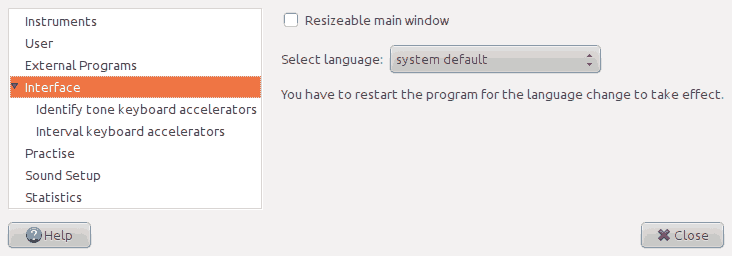 Instruments
User
External Programs
Interface
Identify tone keyboard accelerators
Interval keyboard accelerators
Practise
Sound Setup
Statistics
Resizeable main window
Select language: system default
You have to restart the program for the language change to take effect.
Help
Close